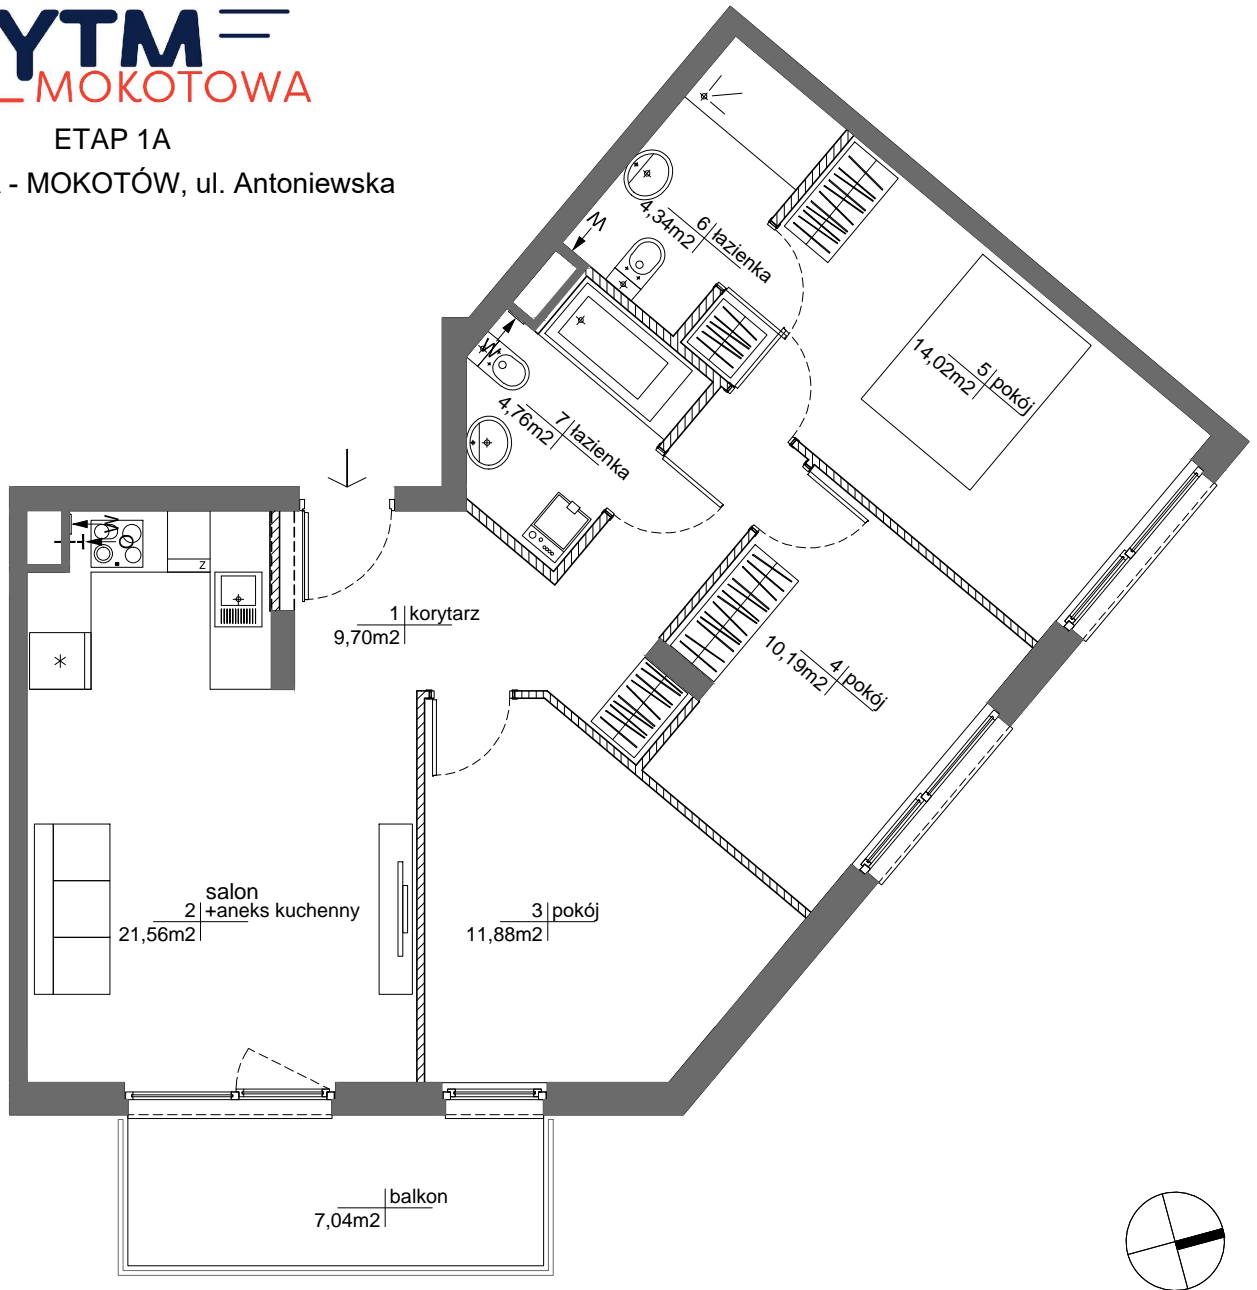 YTM
MOKOTOWA
ETAP 1A
- MOKOTÓW, ul. Antoniewska
6 łazienka
4,34m2
W
5 pokój
14,02m2
W
7 łazienka
4,76m2
W
Z
1 korytarz
9,70m2
4 pokój
10,19m2
salon
2 +aneks kuchenny
21,56m2
3 pokój
11,88m2
balkon
7,04m2